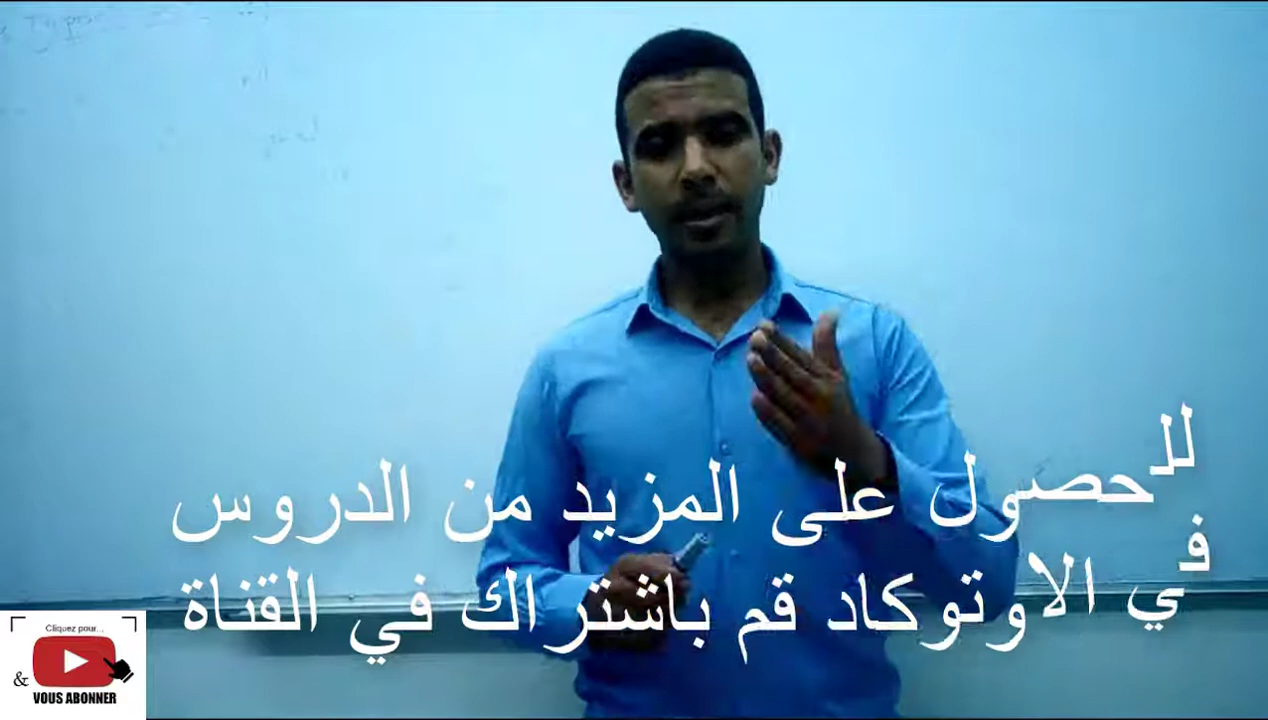 للحصول على المزيد من الدروس
في الاوتوكاد قم باشتراك في القناة
Cliquez pour...
&
VOUS ABONNER